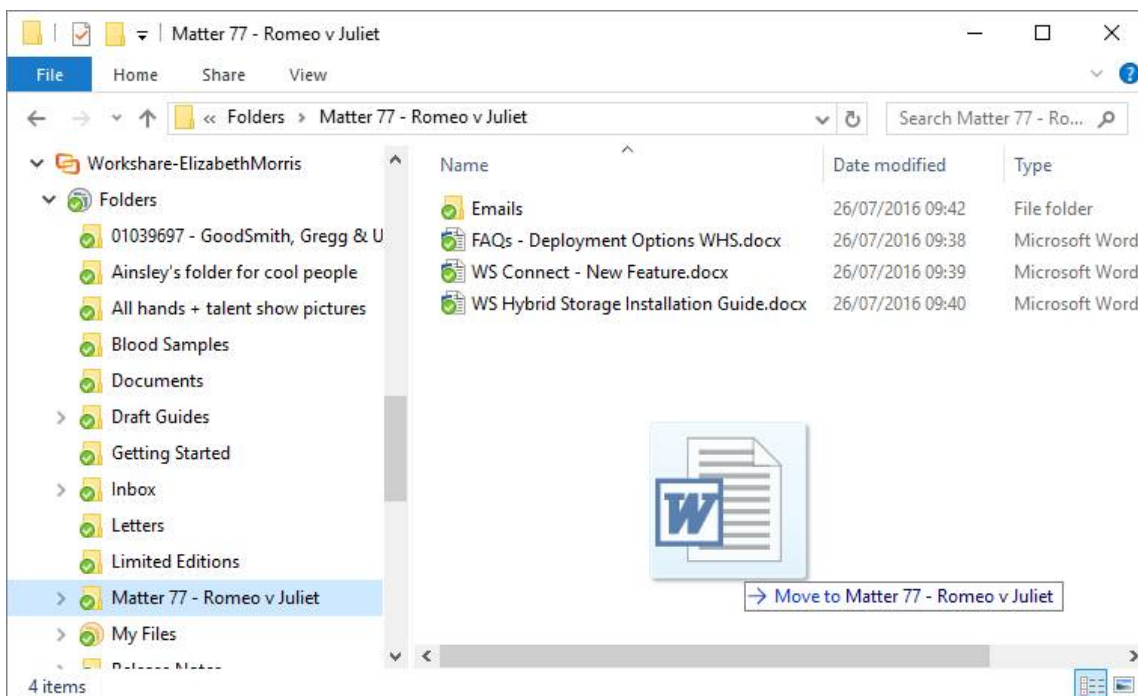 Matter 77 - Romeo v Juliet
File Home Share View
« Folders › Matter 77 - Romeo v Juliet
Search Matter 77 - Ro...
Workshare-ElizabethMorris
Folders
01039697 - GoodSmith, Gregg & U
Ainsley's folder for cool people
All hands + talent show pictures
Blood Samples
Documents
Draft Guides
Getting Started
Inbox
Letters
Limited Editions
Matter 77 - Romeo v Juliet
My Files
Release Notes
Name Date modified Type
Emails 26/07/2016 09:42 File folder
FAQs - Deployment Options WHS.docx 26/07/2016 09:38 Microsoft Word
WS Connect - New Feature.docx 26/07/2016 09:39 Microsoft Word
WS Hybrid Storage Installation Guide.docx 26/07/2016 09:40 Microsoft Word
W
→ Move to Matter 77 - Romeo v Juliet
4 items